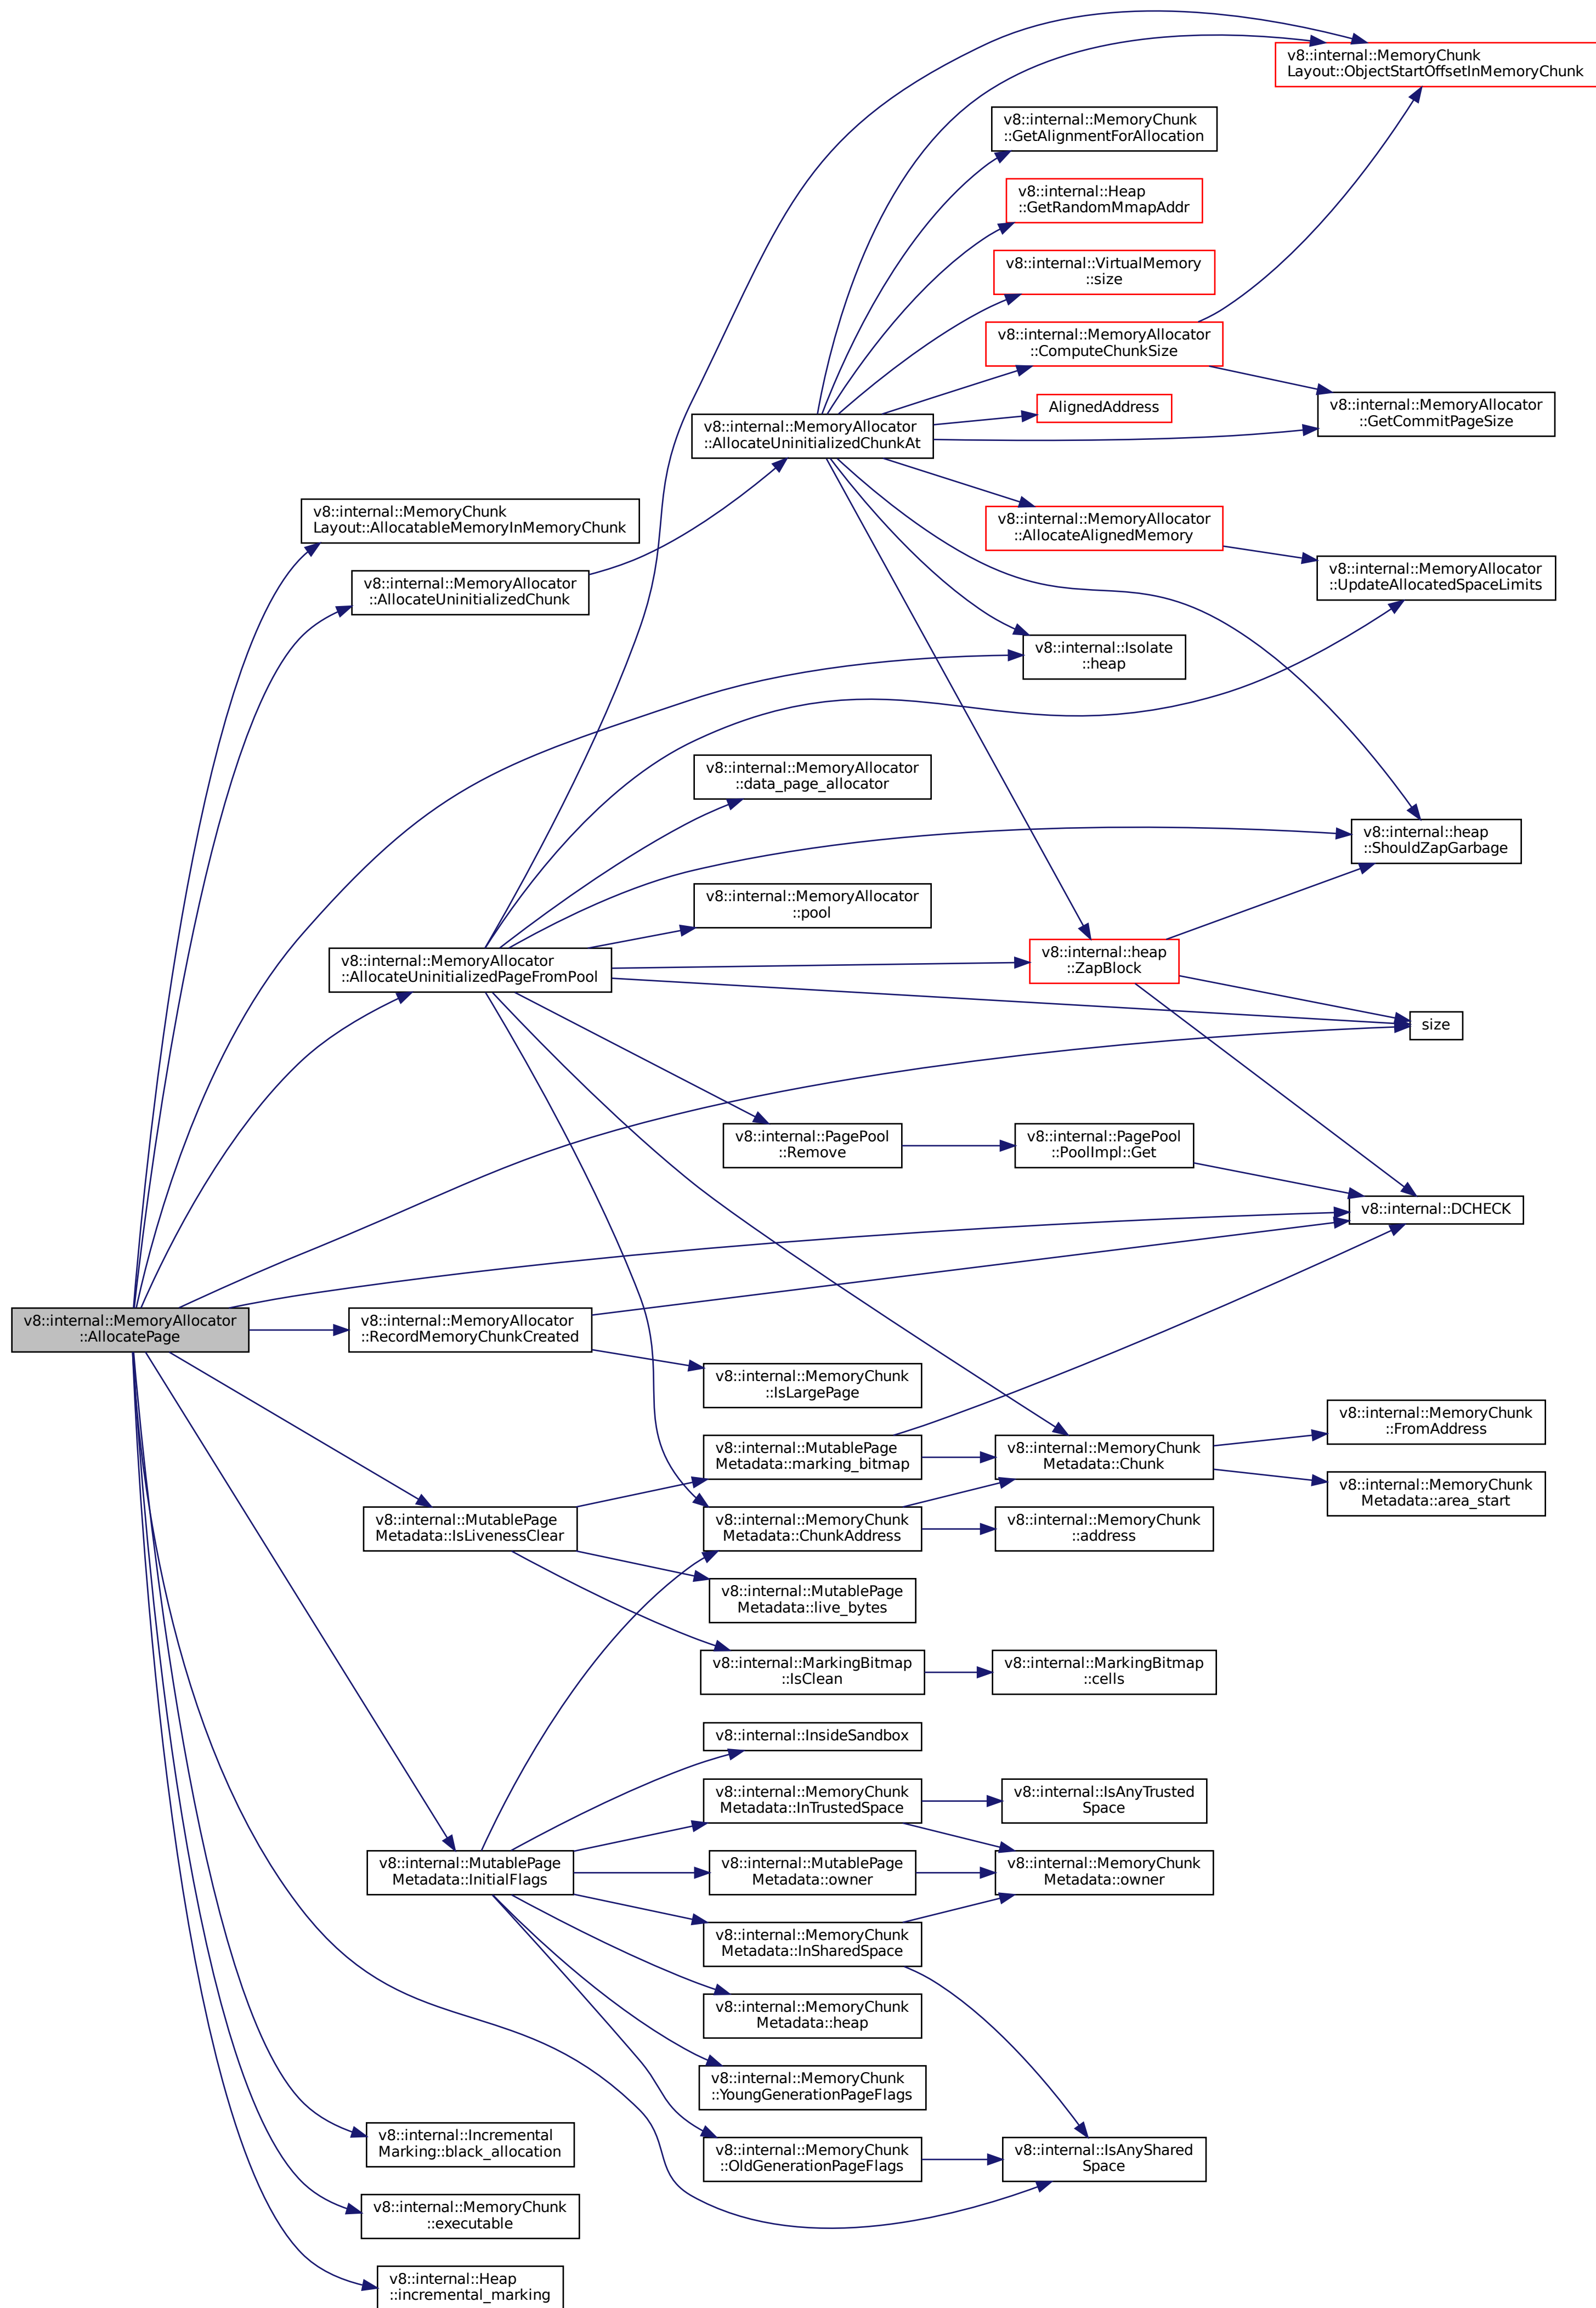 v8::internal::MemoryChunk
Layout::ObjectStartOffsetInMemoryChunk
v8::internal::MemoryChunk
::GetAlignmentForAllocation
v8::internal::Heap
::GetRandomMmapAddr
v8::internal::VirtualMemory
::size
v8::internal::MemoryAllocator
::ComputeChunkSize
AlignedAddress
v8::internal::MemoryAllocator
::GetCommitPageSize
v8::internal::MemoryAllocator
::AllocateUninitializedChunkAt
v8::internal::MemoryChunk
Layout::AllocatableMemoryInMemoryChunk
v8::internal::MemoryAllocator
::AllocateAlignedMemory
v8::internal::MemoryAllocator
::UpdateAllocatedSpaceLimits
v8::internal::MemoryAllocator
::AllocateUninitializedChunk
v8::internal::Isolate
::heap
v8::internal::MemoryAllocator
::data_page_allocator
v8::internal::heap
::ShouldZapGarbage
v8::internal::MemoryAllocator
::pool
v8::internal::MemoryAllocator
::AllocateUninitializedPageFromPool
v8::internal::heap
::ZapBlock
size
v8::internal::PagePool
::Remove
v8::internal::PagePool
::PoolImpl::Get
v8::internal::DCHECK
v8::internal::MemoryAllocator
::AllocatePage
v8::internal::MemoryAllocator
::RecordMemoryChunkCreated
v8::internal::MemoryChunk
::IsLargePage
v8::internal::MutablePage
Metadata::marking_bitmap
v8::internal::MemoryChunk
Metadata::Chunk
v8::internal::MemoryChunk
::FromAddress
v8::internal::MemoryChunk
Metadata::area_start
v8::internal::MutablePage
Metadata::IsLivenessClear
v8::internal::MemoryChunk
Metadata::ChunkAddress
v8::internal::MemoryChunk
::address
v8::internal::MutablePage
Metadata::live_bytes
v8::internal::MarkingBitmap
::IsClean
v8::internal::MarkingBitmap
::cells
v8::internal::InsideSandbox
v8::internal::MemoryChunk
Metadata::InTrustedSpace
v8::internal::IsAnyTrusted
Space
v8::internal::MutablePage
Metadata::InitialFlags
v8::internal::MutablePage
Metadata::owner
v8::internal::MemoryChunk
Metadata::owner
v8::internal::MemoryChunk
Metadata::InSharedSpace
v8::internal::MemoryChunk
Metadata::heap
v8::internal::MemoryChunk
::YoungGenerationPageFlags
v8::internal::Incremental
Marking::black_allocation
v8::internal::MemoryChunk
::OldGenerationPageFlags
v8::internal::IsAnyShared
Space
v8::internal::MemoryChunk
::executable
v8::internal::Heap
::incremental_marking